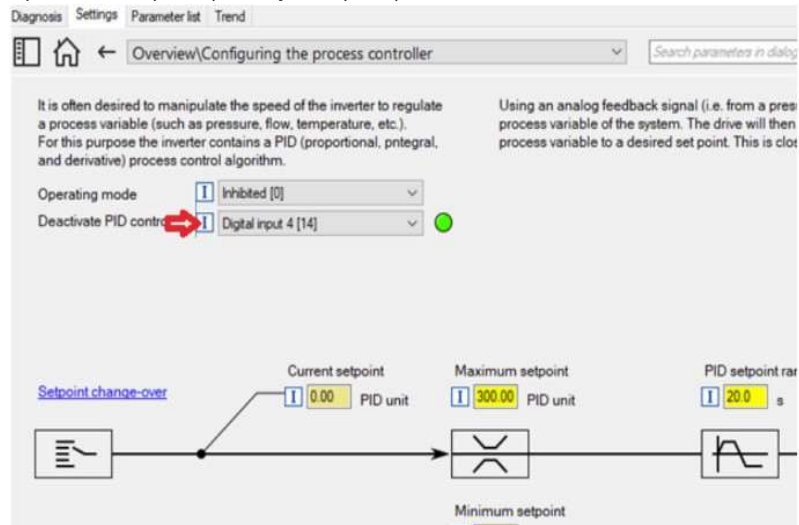 Diagnosis Settings Parameter list Trend
Overview\Configuring the process controller
Search parameters in dialog
It is often desired to manipulate the speed of the inverter to regulate
a process variable (such as pressure, flow, temperature, etc.).
For this purpose the inverter contains a PID (proportional, pntegral,
and derivative) process control algorithm.
Using an analog feedback signal (i.e. from a pres
process variable of the system. The drive will then
process variable to a desired set point. This is clos
Operating mode I Inhibited [0]
Deactivate PID contro I Digital input 4 [14]
Current setpoint
Maximum setpoint
PID setpoint ran
Setpoint change-over
I 0.00 PID unit
I 300.00 PID unit
I 20.0 s
Minimum setpoint